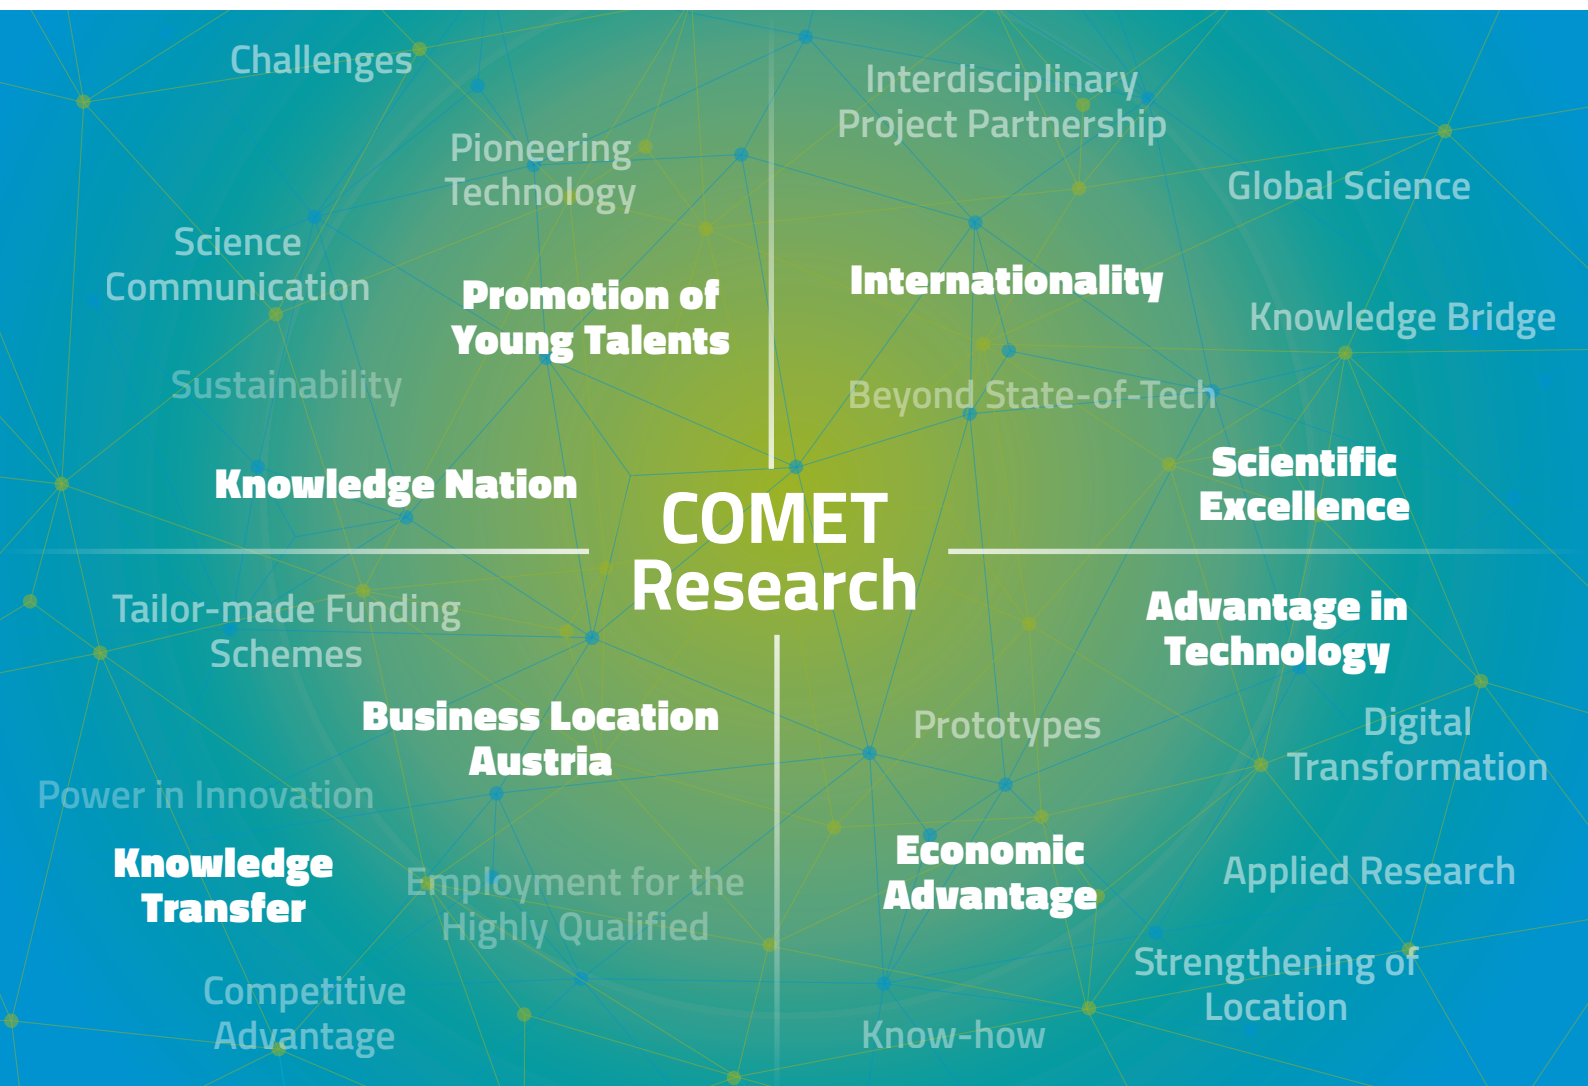 Challenges
Pioneering
Technology
Science
Communication
Promotion of
Young Talents
Sustainability
Knowledge Nation
Interdisciplinary
Project Partnership
Global Science
Internationality
Knowledge Bridge
Beyond State-of-Tech
Scientific
Excellence
COMET
Research
Tailor-made Funding
Schemes
Business Location
Austria
Power in Innovation
Knowledge
Transfer
Employment for the
Highly Qualified
Competitive
Advantage
Advantage in
Technology
Prototypes
Digital
Transformation
Economic
Advantage
Applied Research
Strengthening of
Location
Know-how